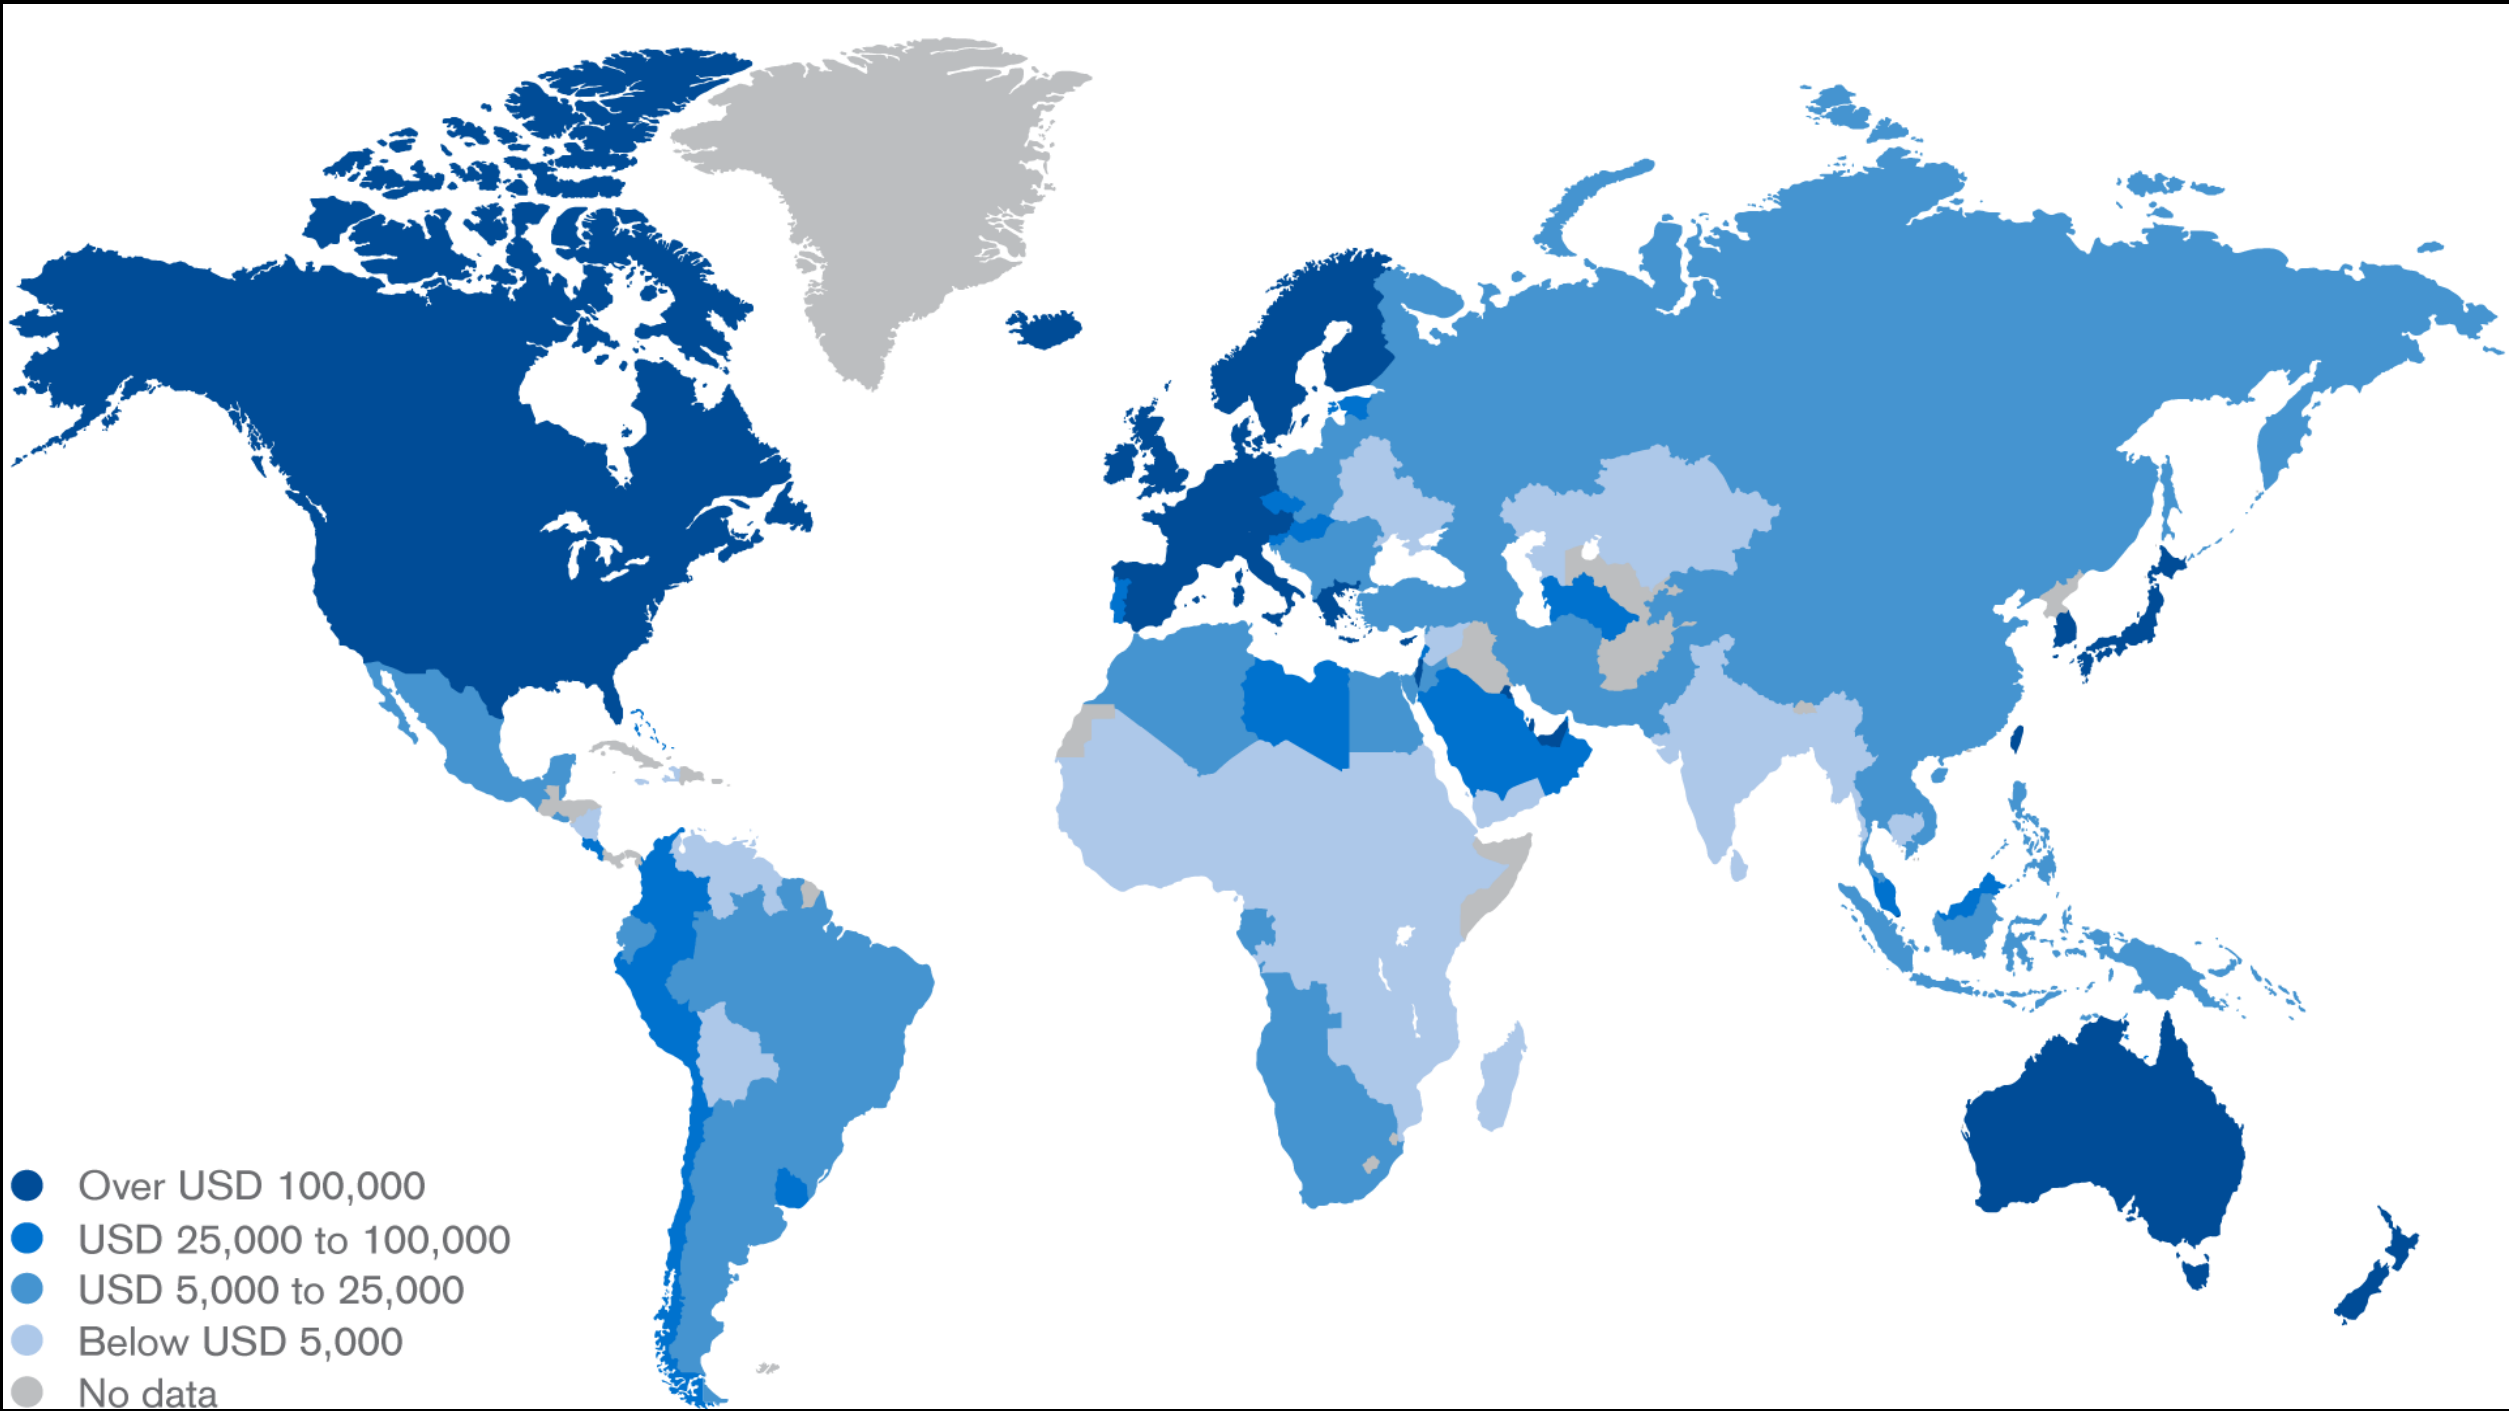 Over USD 100,000
USD 25,000 to 100,000
USD 5,000 to 25,000
Below USD 5,000
No data